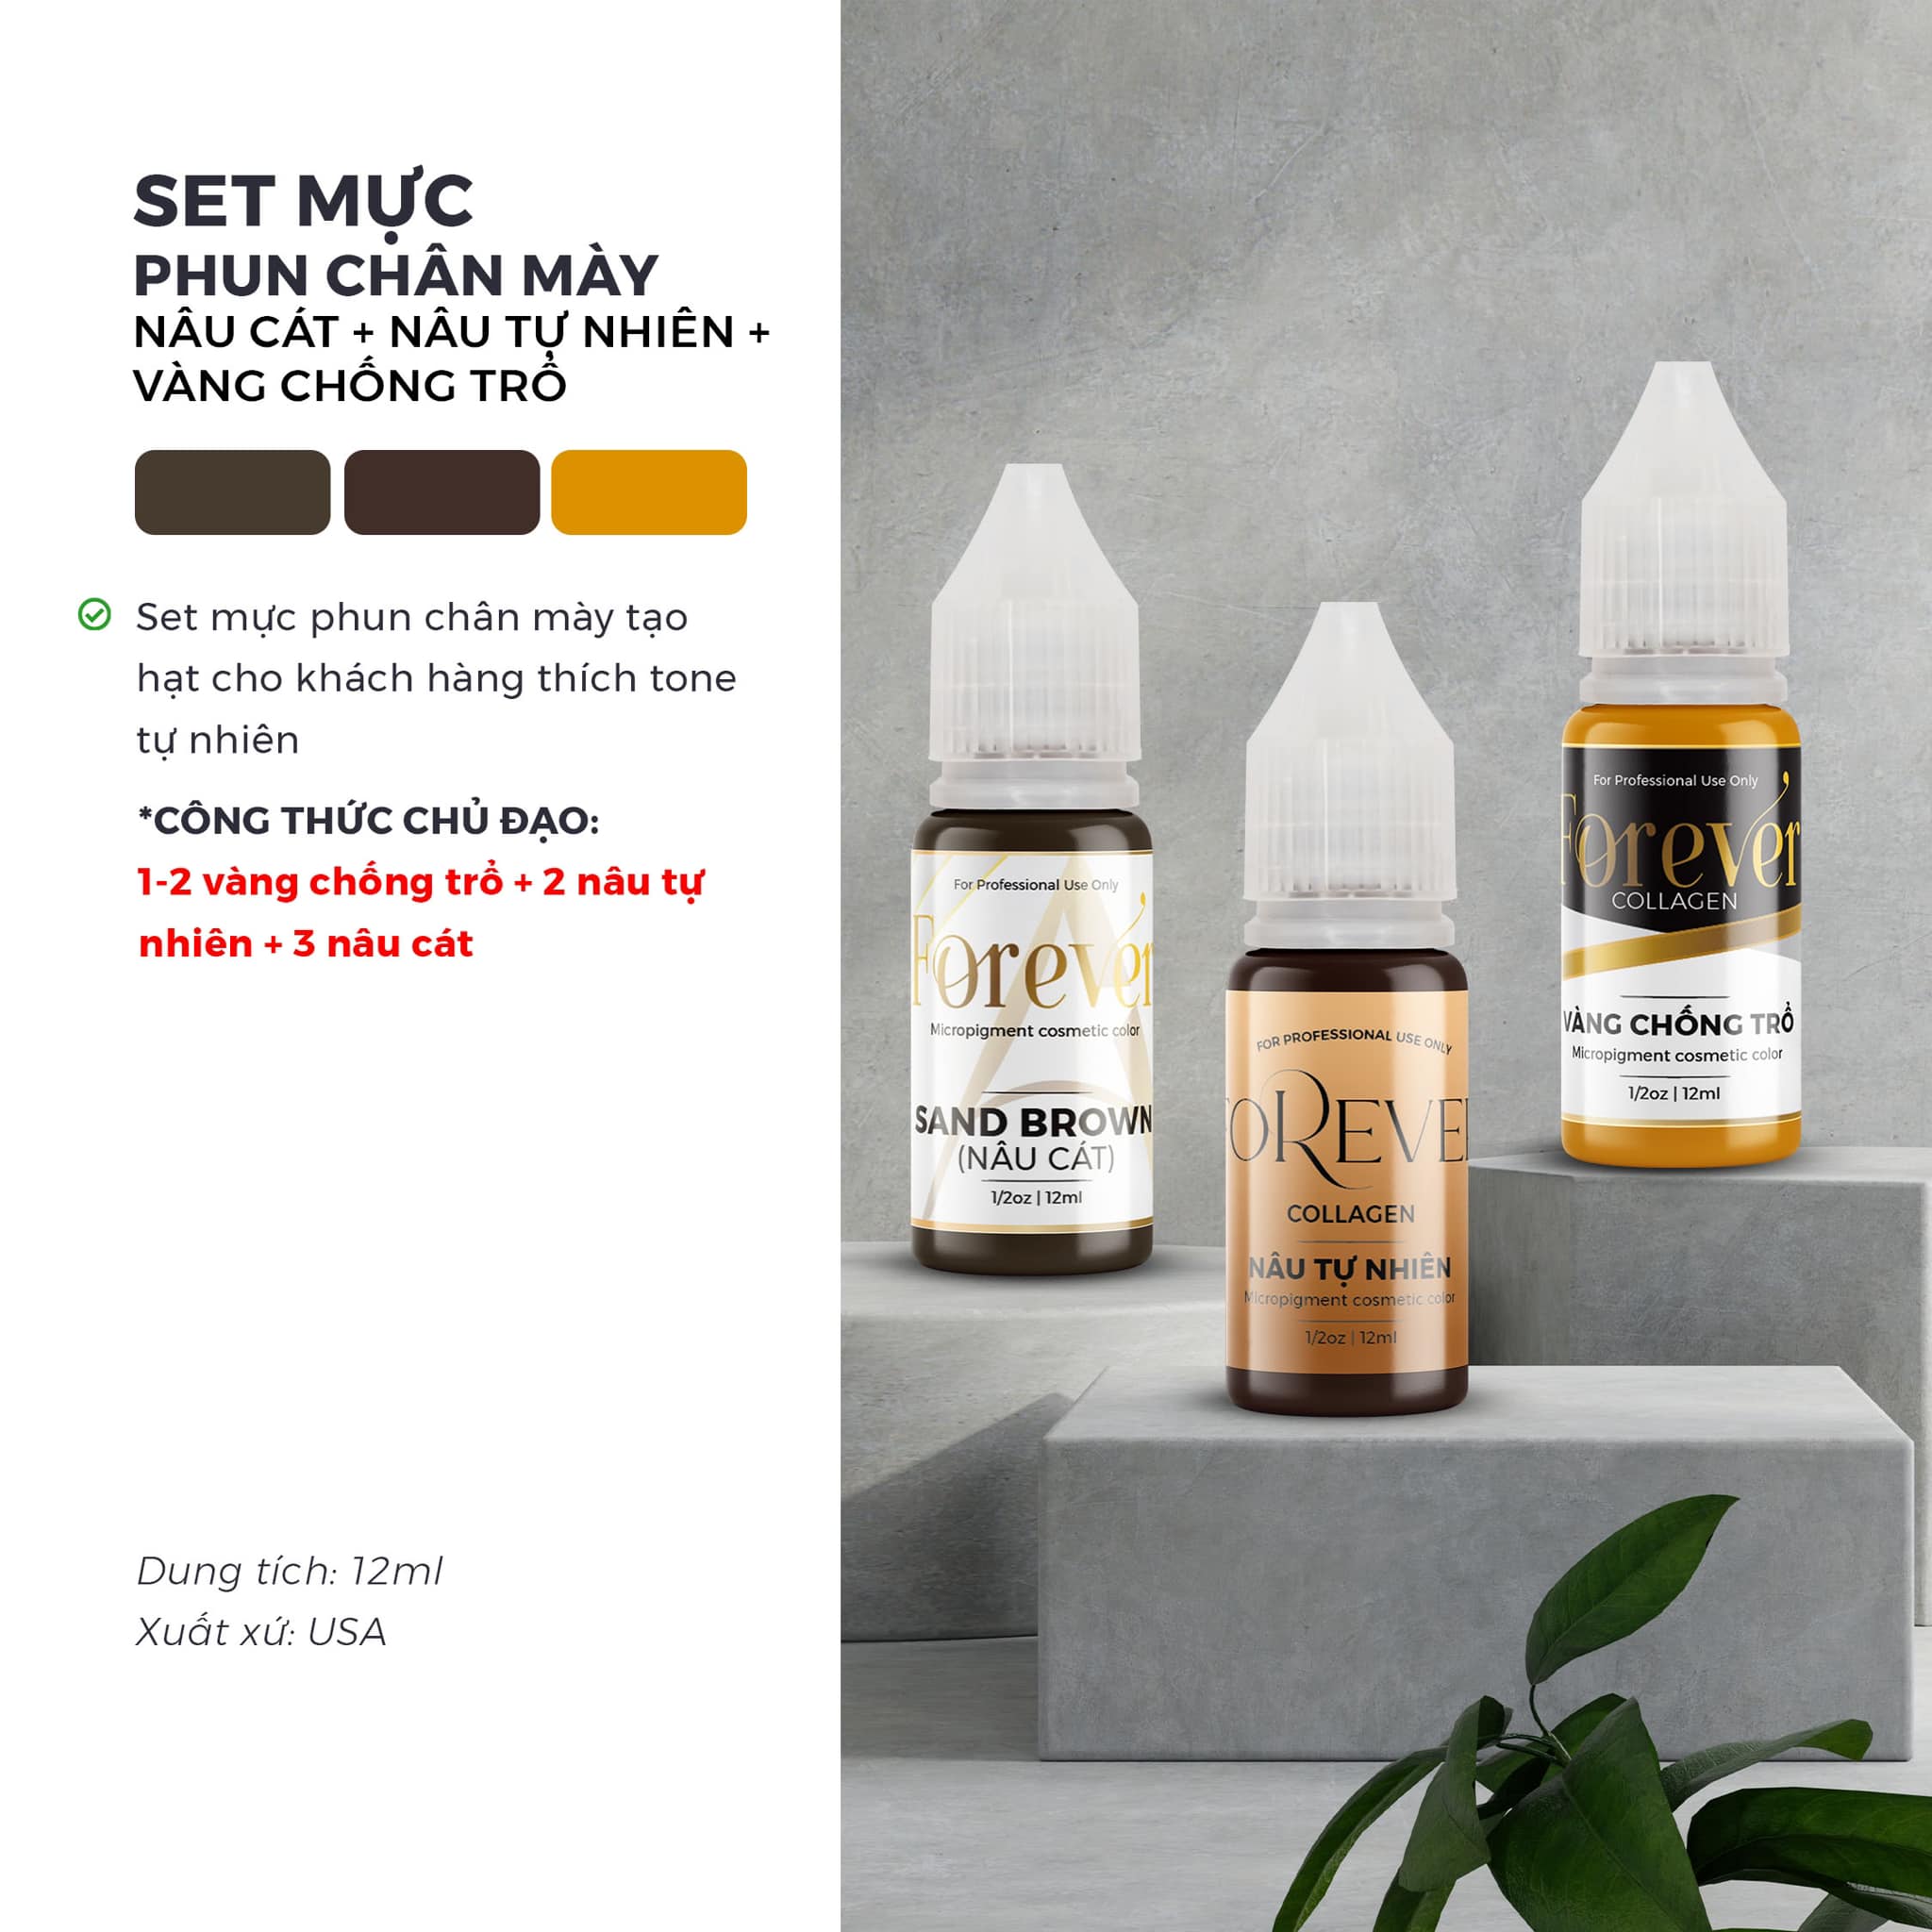 SET MỰC
PHUN CHÂN MÀY
NÂU CÁT + NÂU TỰ NHIÊN +
VÀNG CHỐNG TRỔ
Set mực phun chân mày tạo
hạt cho khách hàng thích tone
tự nhiên
*CÔNG THỨC CHỦ ĐẠO:
1-2 vàng chống trổ + 2 nâu tự
nhiên + 3 nâu cát
Dung tích: 12ml
Xuất xứ: USA
For Professional Use Only
Forever
Micropigment cosmetic color
SAND BROWN
(NÂU CÁT)
1/2oz | 12ml
FOR PROFESSIONAL USE ONLY
FOREVER
COLLAGEN
NÂU TỰ NHIÊN
Micropigment cosmetic color
1/2oz | 12ml
For Professional Use Only
Forever
COLLAGEN
VÀNG CHỐNG TRỔ
Micropigment cosmetic color
1/2oz | 12ml